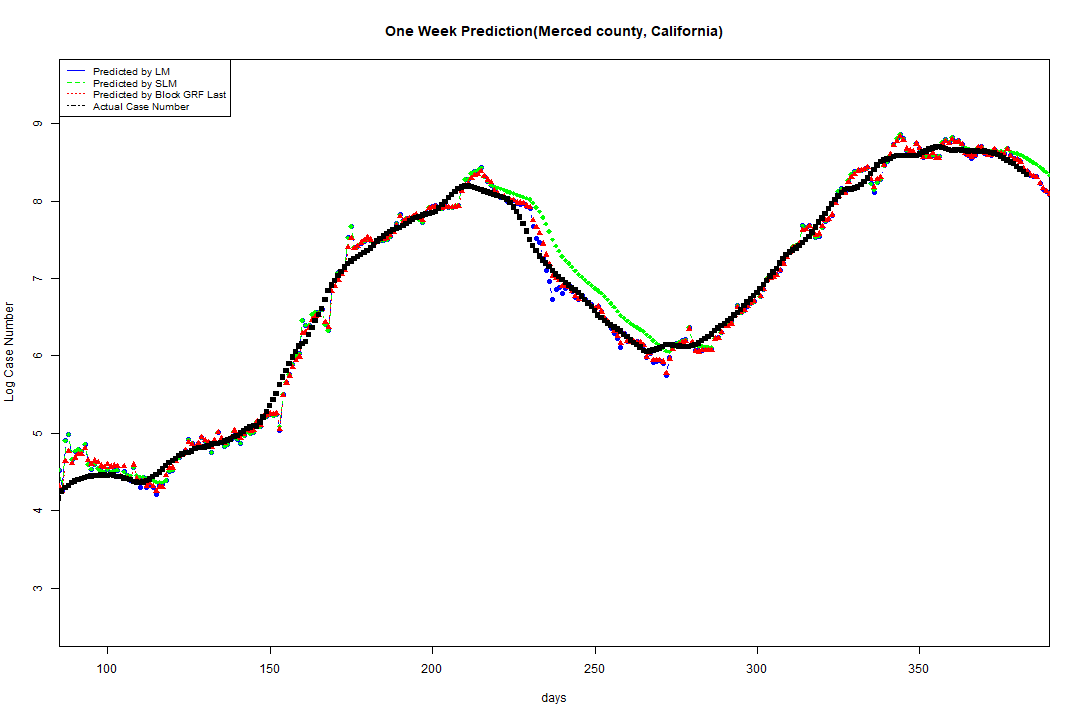 One Week Prediction(Merced county, California)
Predicted by LM
Predicted by SLM
Predicted by Block GRF Last
Actual Case Number
9
8
7
6
5
4
3
Log Case Number
100 150 200 250 300 350
days